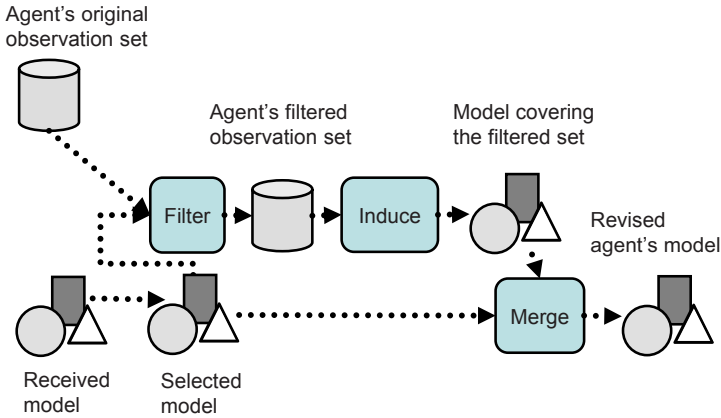 Agent’s original
observation set
Agent’s filtered
observation set
Model covering
the filtered set
Filter
Induce
Revised
agent’s model
Merge
Received
model
Selected
model